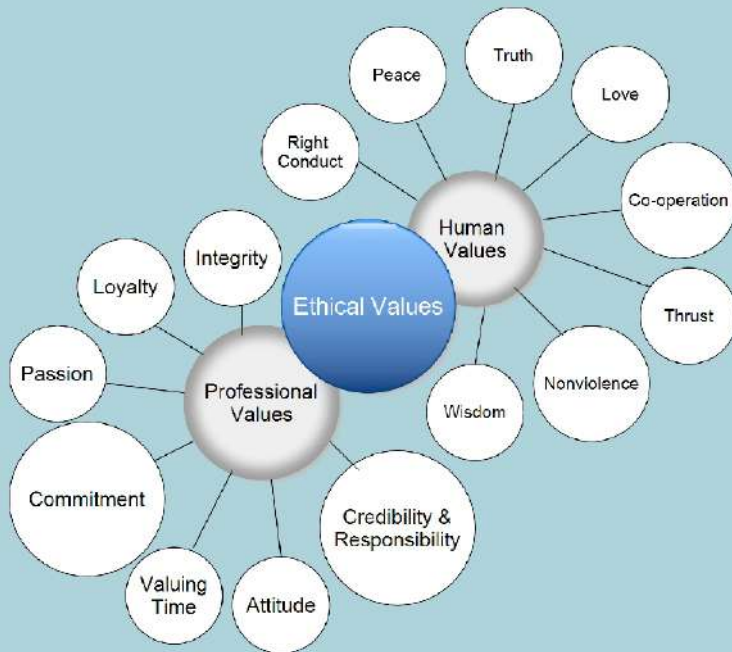 Truth
Peace
Love
Right
Conduct
Co-operation
Human
Values
Integrity
Loyalty
Ethical Values
Thrust
Passion
Professional
Values
Nonviolence
Wisdom
Commitment
Credibility &
Responsibility
Valuing
Time
Attitude